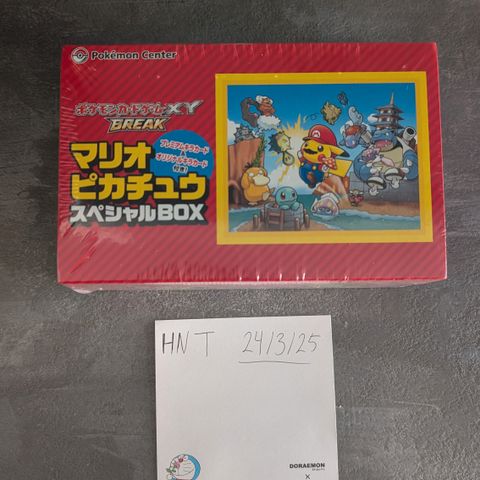 Pokémon Center
ポケモンカードゲームXY
BREAK
プレミアムキラカード
&
オリジナルキラカード
付き!
マリオ
ピカチュウ
スペシャルBOX
HNT 24/3/25
DORAEMON
×